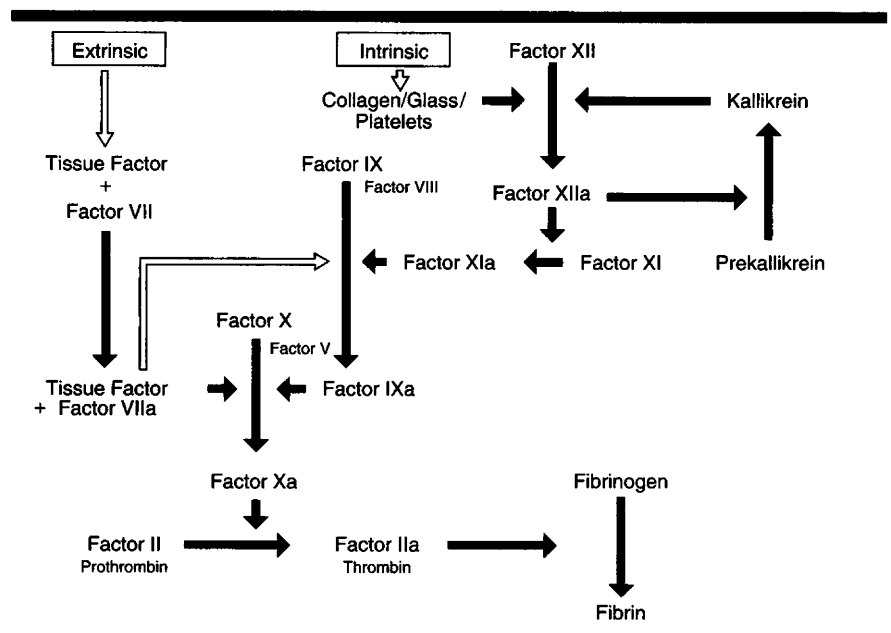 Extrinsic
Intrinsic
Factor XII
Collagen/Glass/
Platelets
Kallikrein
Tissue Factor
+
Factor VII
Factor IX
Factor VIII
Factor XIIa
Factor XIa
Factor XI
Prekallikrein
Factor X
Factor V
Tissue Factor
+ Factor VIIa
Factor IXa
Factor Xa
Fibrinogen
Factor II
Prothrombin
Factor IIa
Thrombin
Fibrin